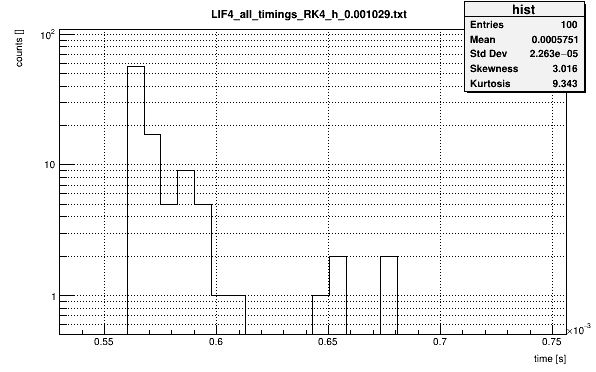 LIF4_all_timings_RK4_h_0.001029.txt
hist
Entries 100
Mean 0.0005751
Std Dev 2.263e−05
Skewness 3.016
Kurtosis 9.343
counts []
10²
10
1
0.55 0.6 0.65 0.7 0.75
×10⁻³
time [s]